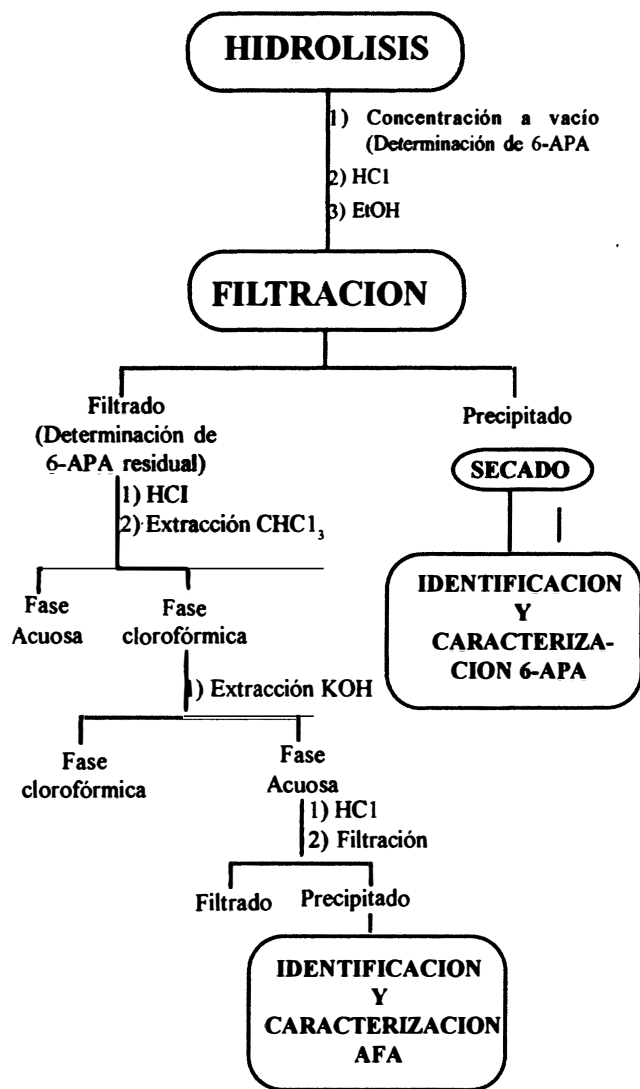 HIDROLISIS
1) Concentración a vacío
(Determinación de 6-APA
2) HCl
3) EtOH
FILTRACION
Filtrado
(Determinación de
6-APA residual)
1) HCl
2) Extracción CHCl3
Precipitado
SECADO
IDENTIFICACION
Y
CARACTERIZA-
CION 6-APA
Fase
Acuosa
Fase
clorofórmica
1) Extracción KOH
Fase
clorofórmica
Fase
Acuosa
1) HCl
2) Filtración
Filtrado
Precipitado
IDENTIFICACION
Y
CARACTERIZACION
AFA